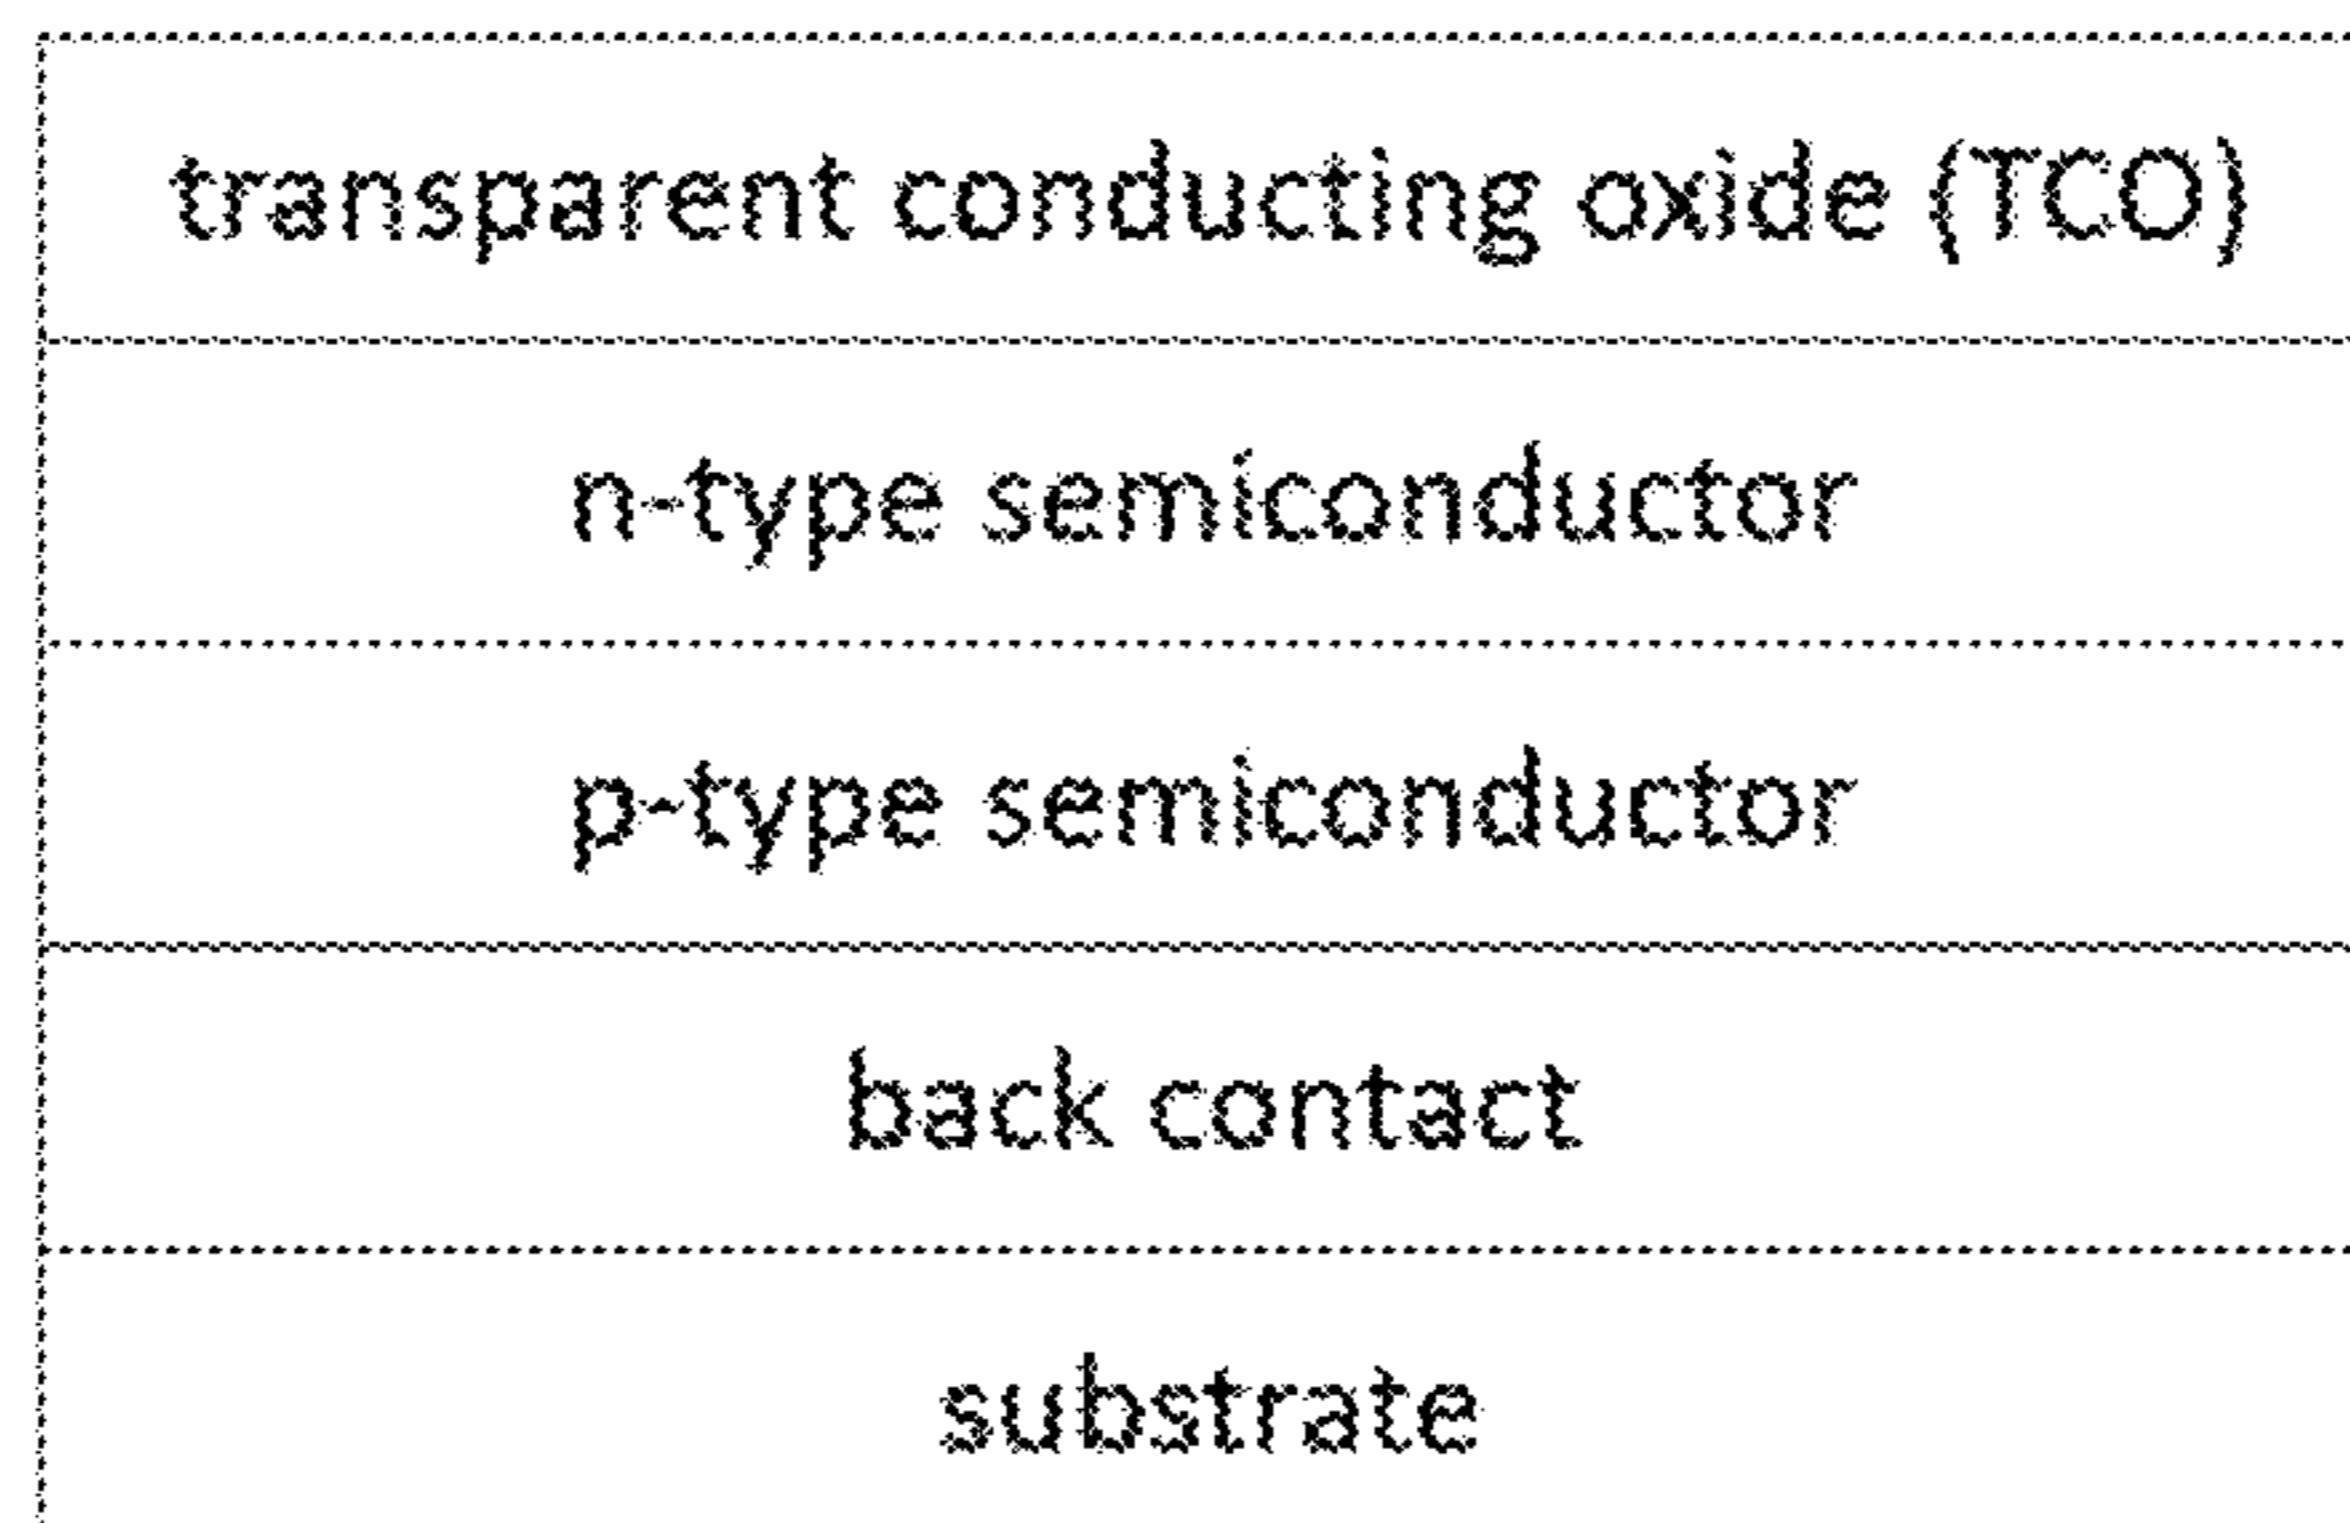 transparent conducting oxide (TCO)
n-type semiconductor
p-type semiconductor
back contact
substrate